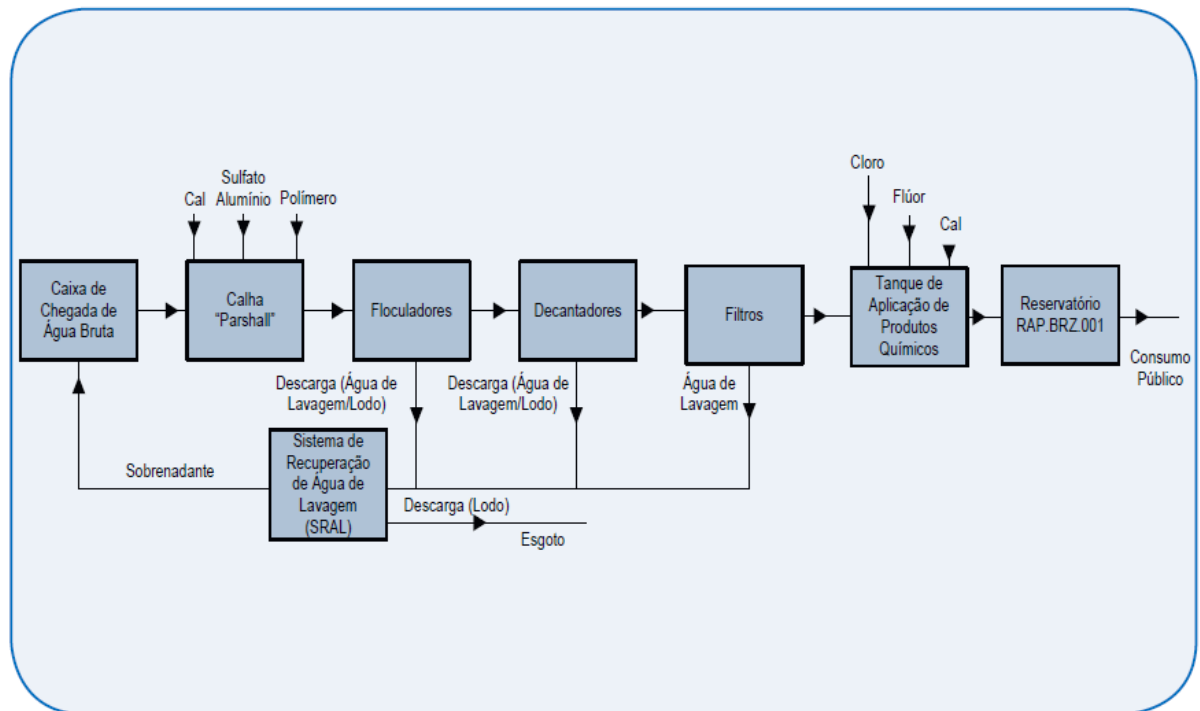 Cal
Sulfato
Alumínio
Polímero
Cloro
Flúor
Cal
Caixa de
Chegada de
Água Bruta
Calha
“Parshall”
Floculadores
Decantadores
Filtros
Tanque de
Aplicação de
Produtos
Químicos
Reservatório
RAP.BRZ.001
Consumo
Público
Descarga (Água de
Lavagem/Lodo)
Descarga (Água de
Lavagem/Lodo)
Água de
Lavagem
Sobrenadante
Sistema de
Recuperação
de Água de
Lavagem
(SRAL)
Descarga (Lodo)
Esgoto